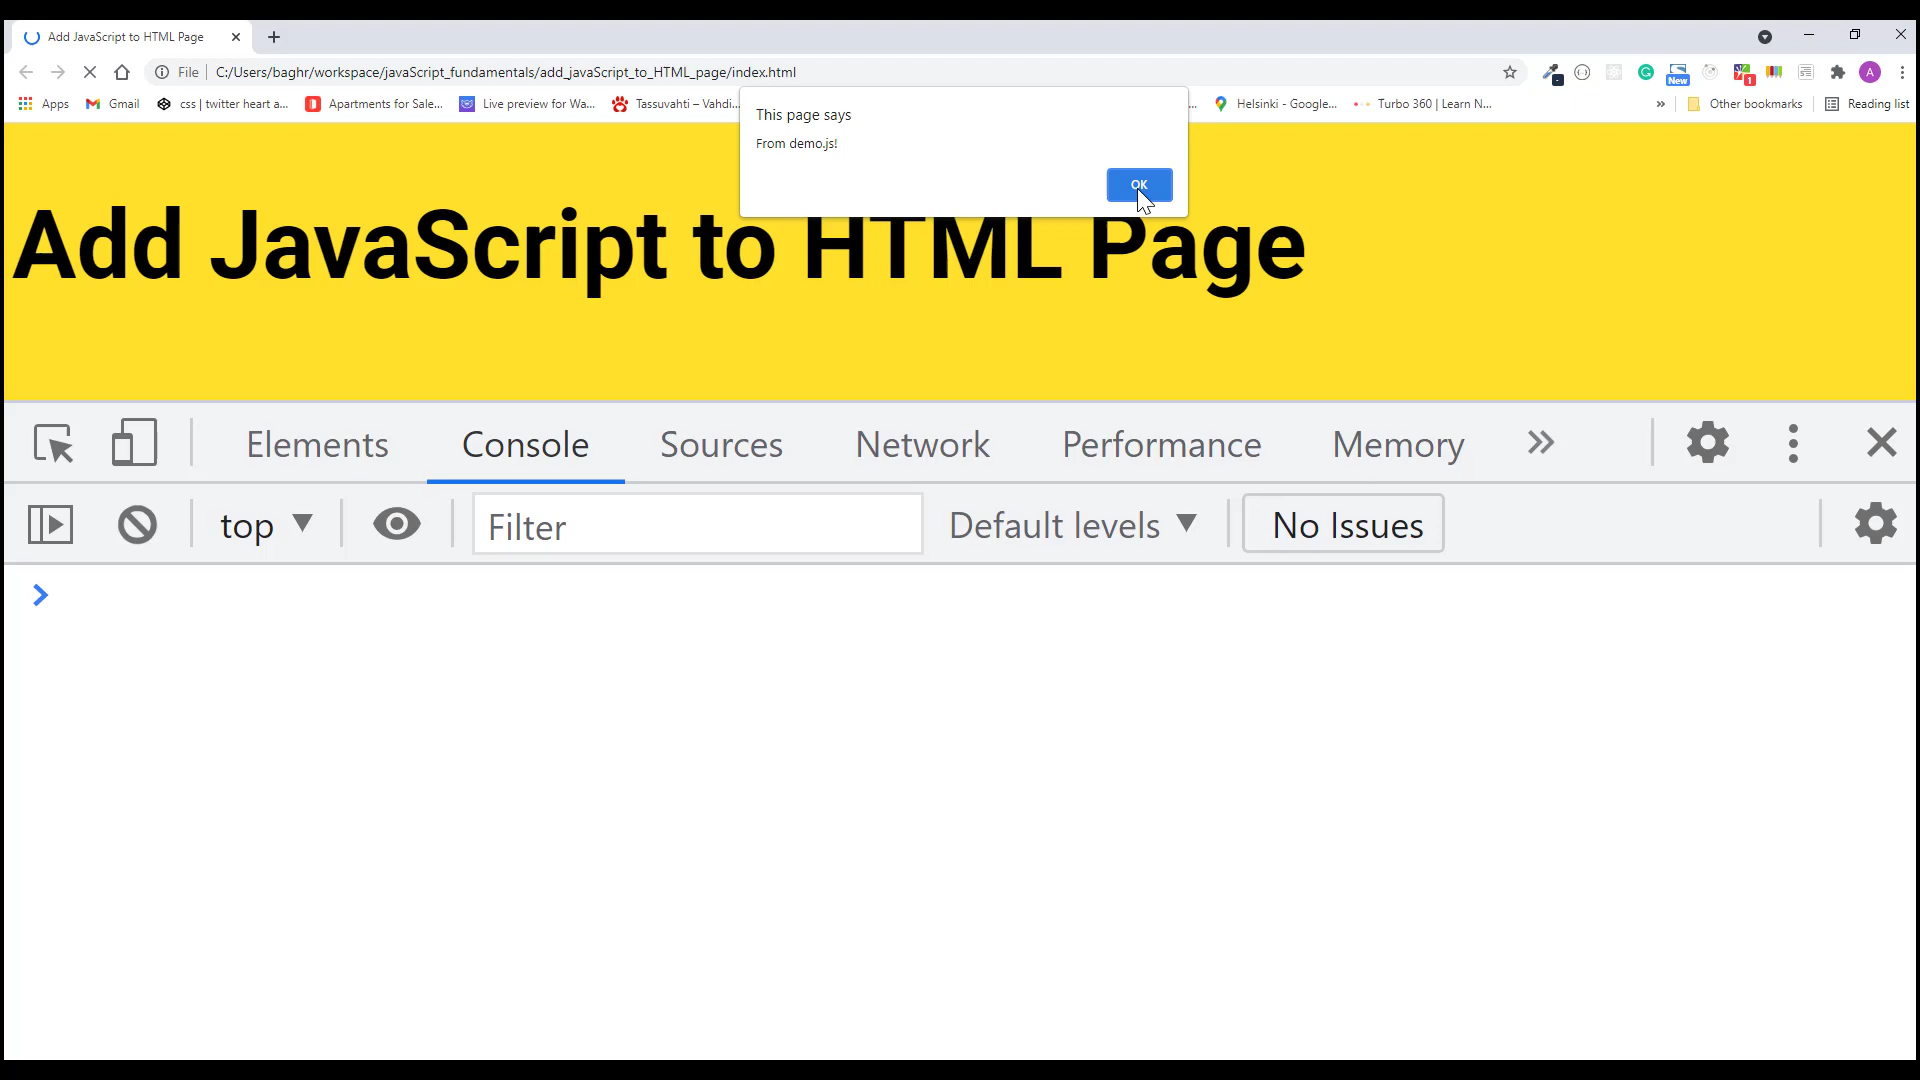 Add JavaScript to HTML Page
File
C:/Users/baghr/workspace/javaScript_fundamentals/add_javaScript_to_HTML_page/index.html
New
1
A
Apps
Gmail
css | twitter heart a...
Apartments for Sale...
Live preview for Wa...
Tassuvahti – Vahdi...
...
Helsinki - Google...
Turbo 360 | Learn N...
»
Other bookmarks
Reading list
This page says
From demo.js!
OK
Add JavaScript to HTML Page
Elements
Console
Sources
Network
Performance
Memory
top
Filter
Default levels
No Issues